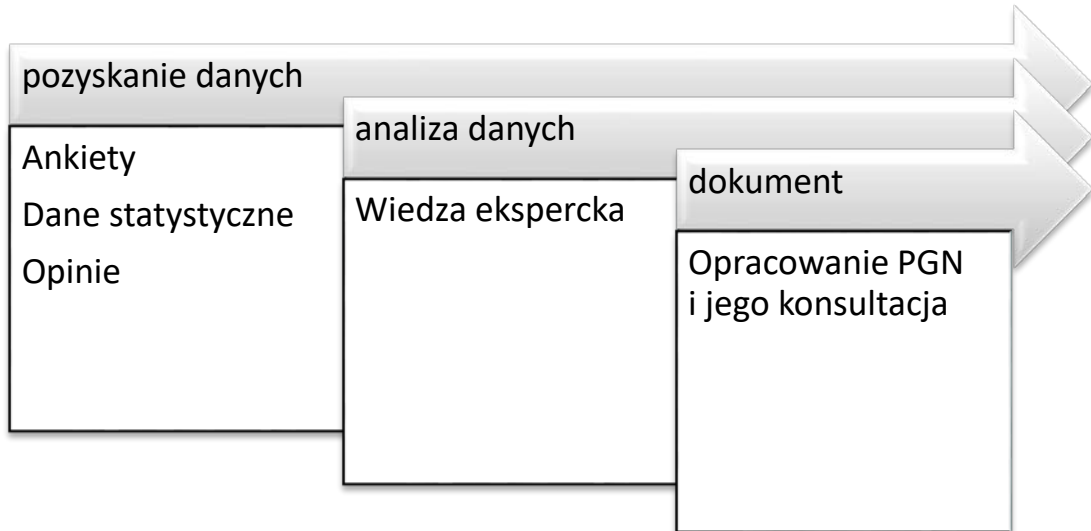 pozyskanie danych
Ankiety
Dane statystyczne
Opinie
analiza danych
Wiedza ekspercka
dokument
Opracowanie PGN
i jego konsultacja